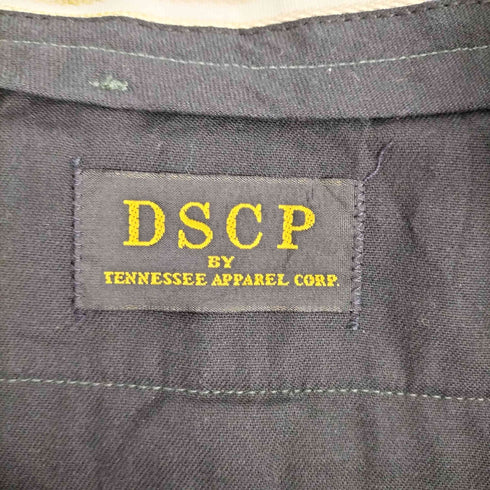 DSCP
BY
TENNESSEE APPAREL CORP.